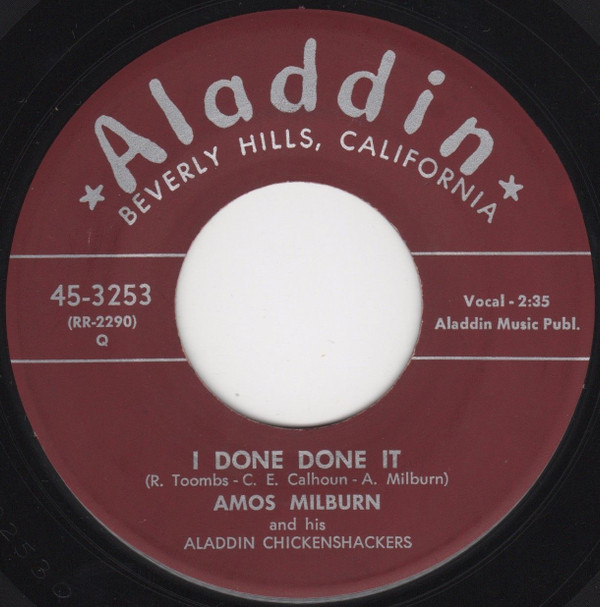 Aladdin
BEVERLY HILLS, CALIFORNIA
45-3253
(RR-2290)
Q
Vocal - 2:35
Aladdin Music Publ.
I DONE DONE IT
(R. Toombs - C. E. Calhoun - A. Milburn)
AMOS MILBURN
and his
ALADDIN CHICKENSHACKERS